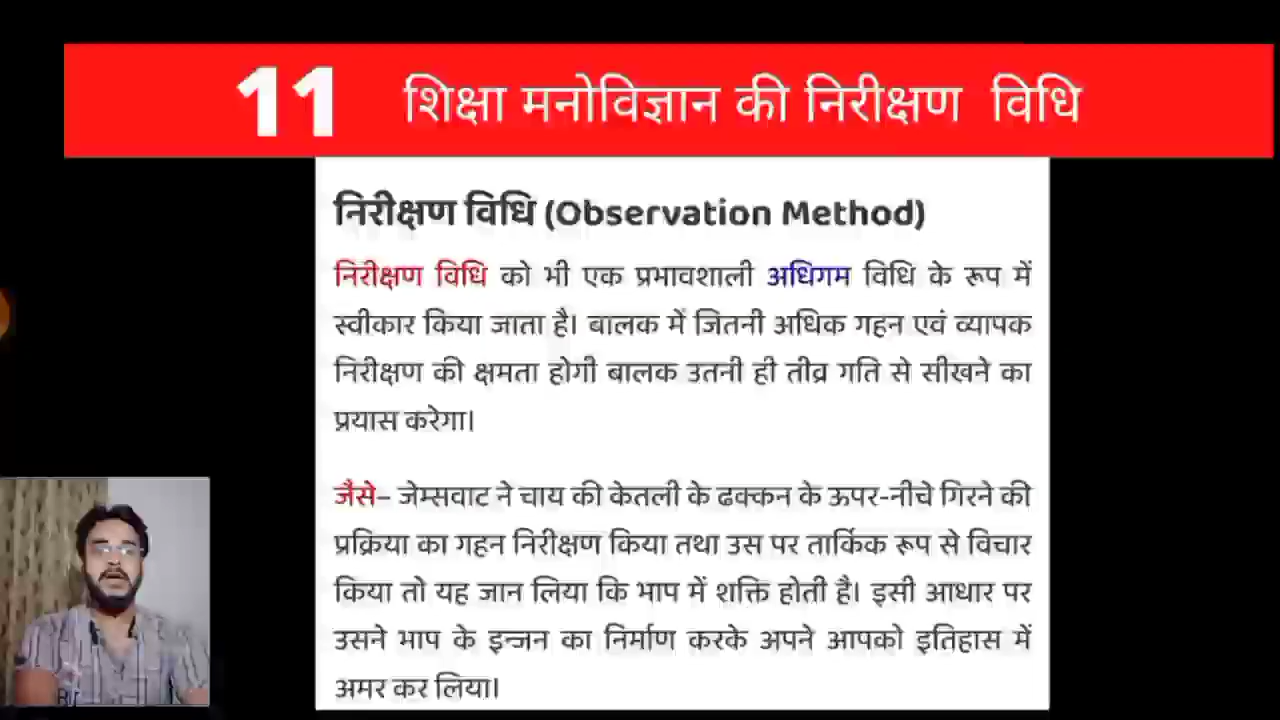 11 शिक्षा मनोविज्ञान की निरीक्षण विधि
निरीक्षण विधि (Observation Method)
निरीक्षण विधि को भी एक प्रभावशाली अधिगम विधि के रूप में
स्वीकार किया जाता है। बालक में जितनी अधिक गहन एवं व्यापक
निरीक्षण की क्षमता होगी बालक उतनी ही तीव्र गति से सीखने का
प्रयास करेगा।
जैसे– जेम्सवाट ने चाय की केतली के ढक्कन के ऊपर-नीचे गिरने की
प्रक्रिया का गहन निरीक्षण किया तथा उस पर तार्किक रूप से विचार
किया तो यह जान लिया कि भाप में शक्ति होती है। इसी आधार पर
उसने भाप के इन्जन का निर्माण करके अपने आपको इतिहास में
अमर कर लिया।